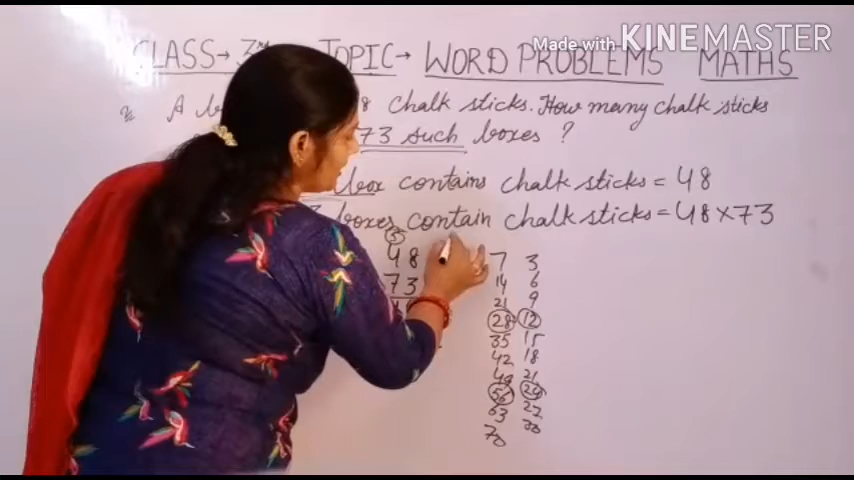 Made with KINEMASTER
CLASS → 3rd TOPIC → WORD PROBLEMS MATHS
A 8 chalk sticks. How many chalk sticks
73 such boxes ?
box contains chalk sticks = 48
boxes contain chalk sticks = 48 × 73
5
48
73
7 3
14 6
21 9
28 12
35 15
42 18
49 21
56 24
63 27
70 30